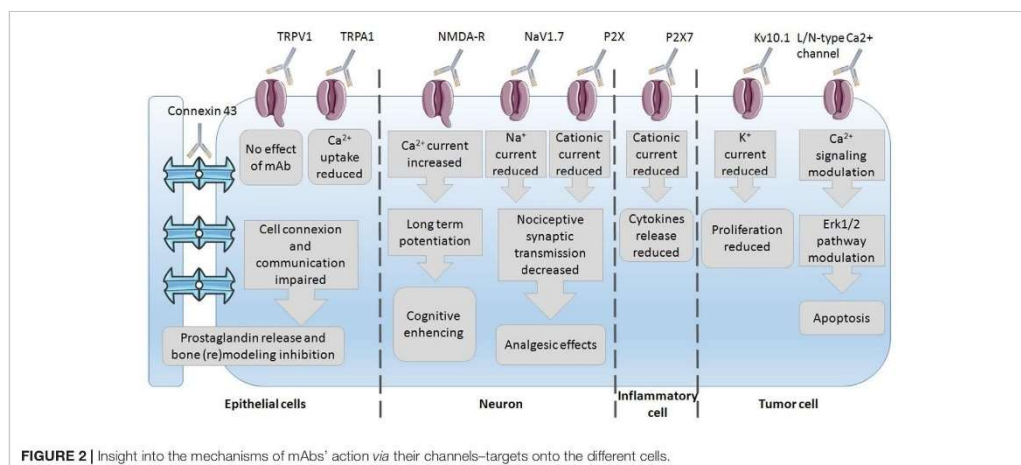 TRPV1
TRPA1
NMDA-R
NaV1.7
P2X
P2X7
Kv10.1
L/N-type Ca2+
channel
Connexin 43
No effect
of mAb
Ca2+
uptake
reduced
Ca2+ current
increased
Na+
current
reduced
Cationic
current
reduced
Cationic
current
reduced
K+
current
reduced
Ca2+
signaling
modulation
Cell connexion
and
communication
impaired
Long term
potentiation
Nociceptive
synaptic
transmission
decreased
Cytokines
release
reduced
Proliferation
reduced
Erk1/2
pathway
modulation
Prostaglandin release and
bone (re)modeling inhibition
Cognitive
enhencing
Analgesic effects
Apoptosis
Epithelial cells
Neuron
Inflammatory
cell
Tumor cell
FIGURE 2 | Insight into the mechanisms of mAbs' action via their channels–targets onto the different cells.